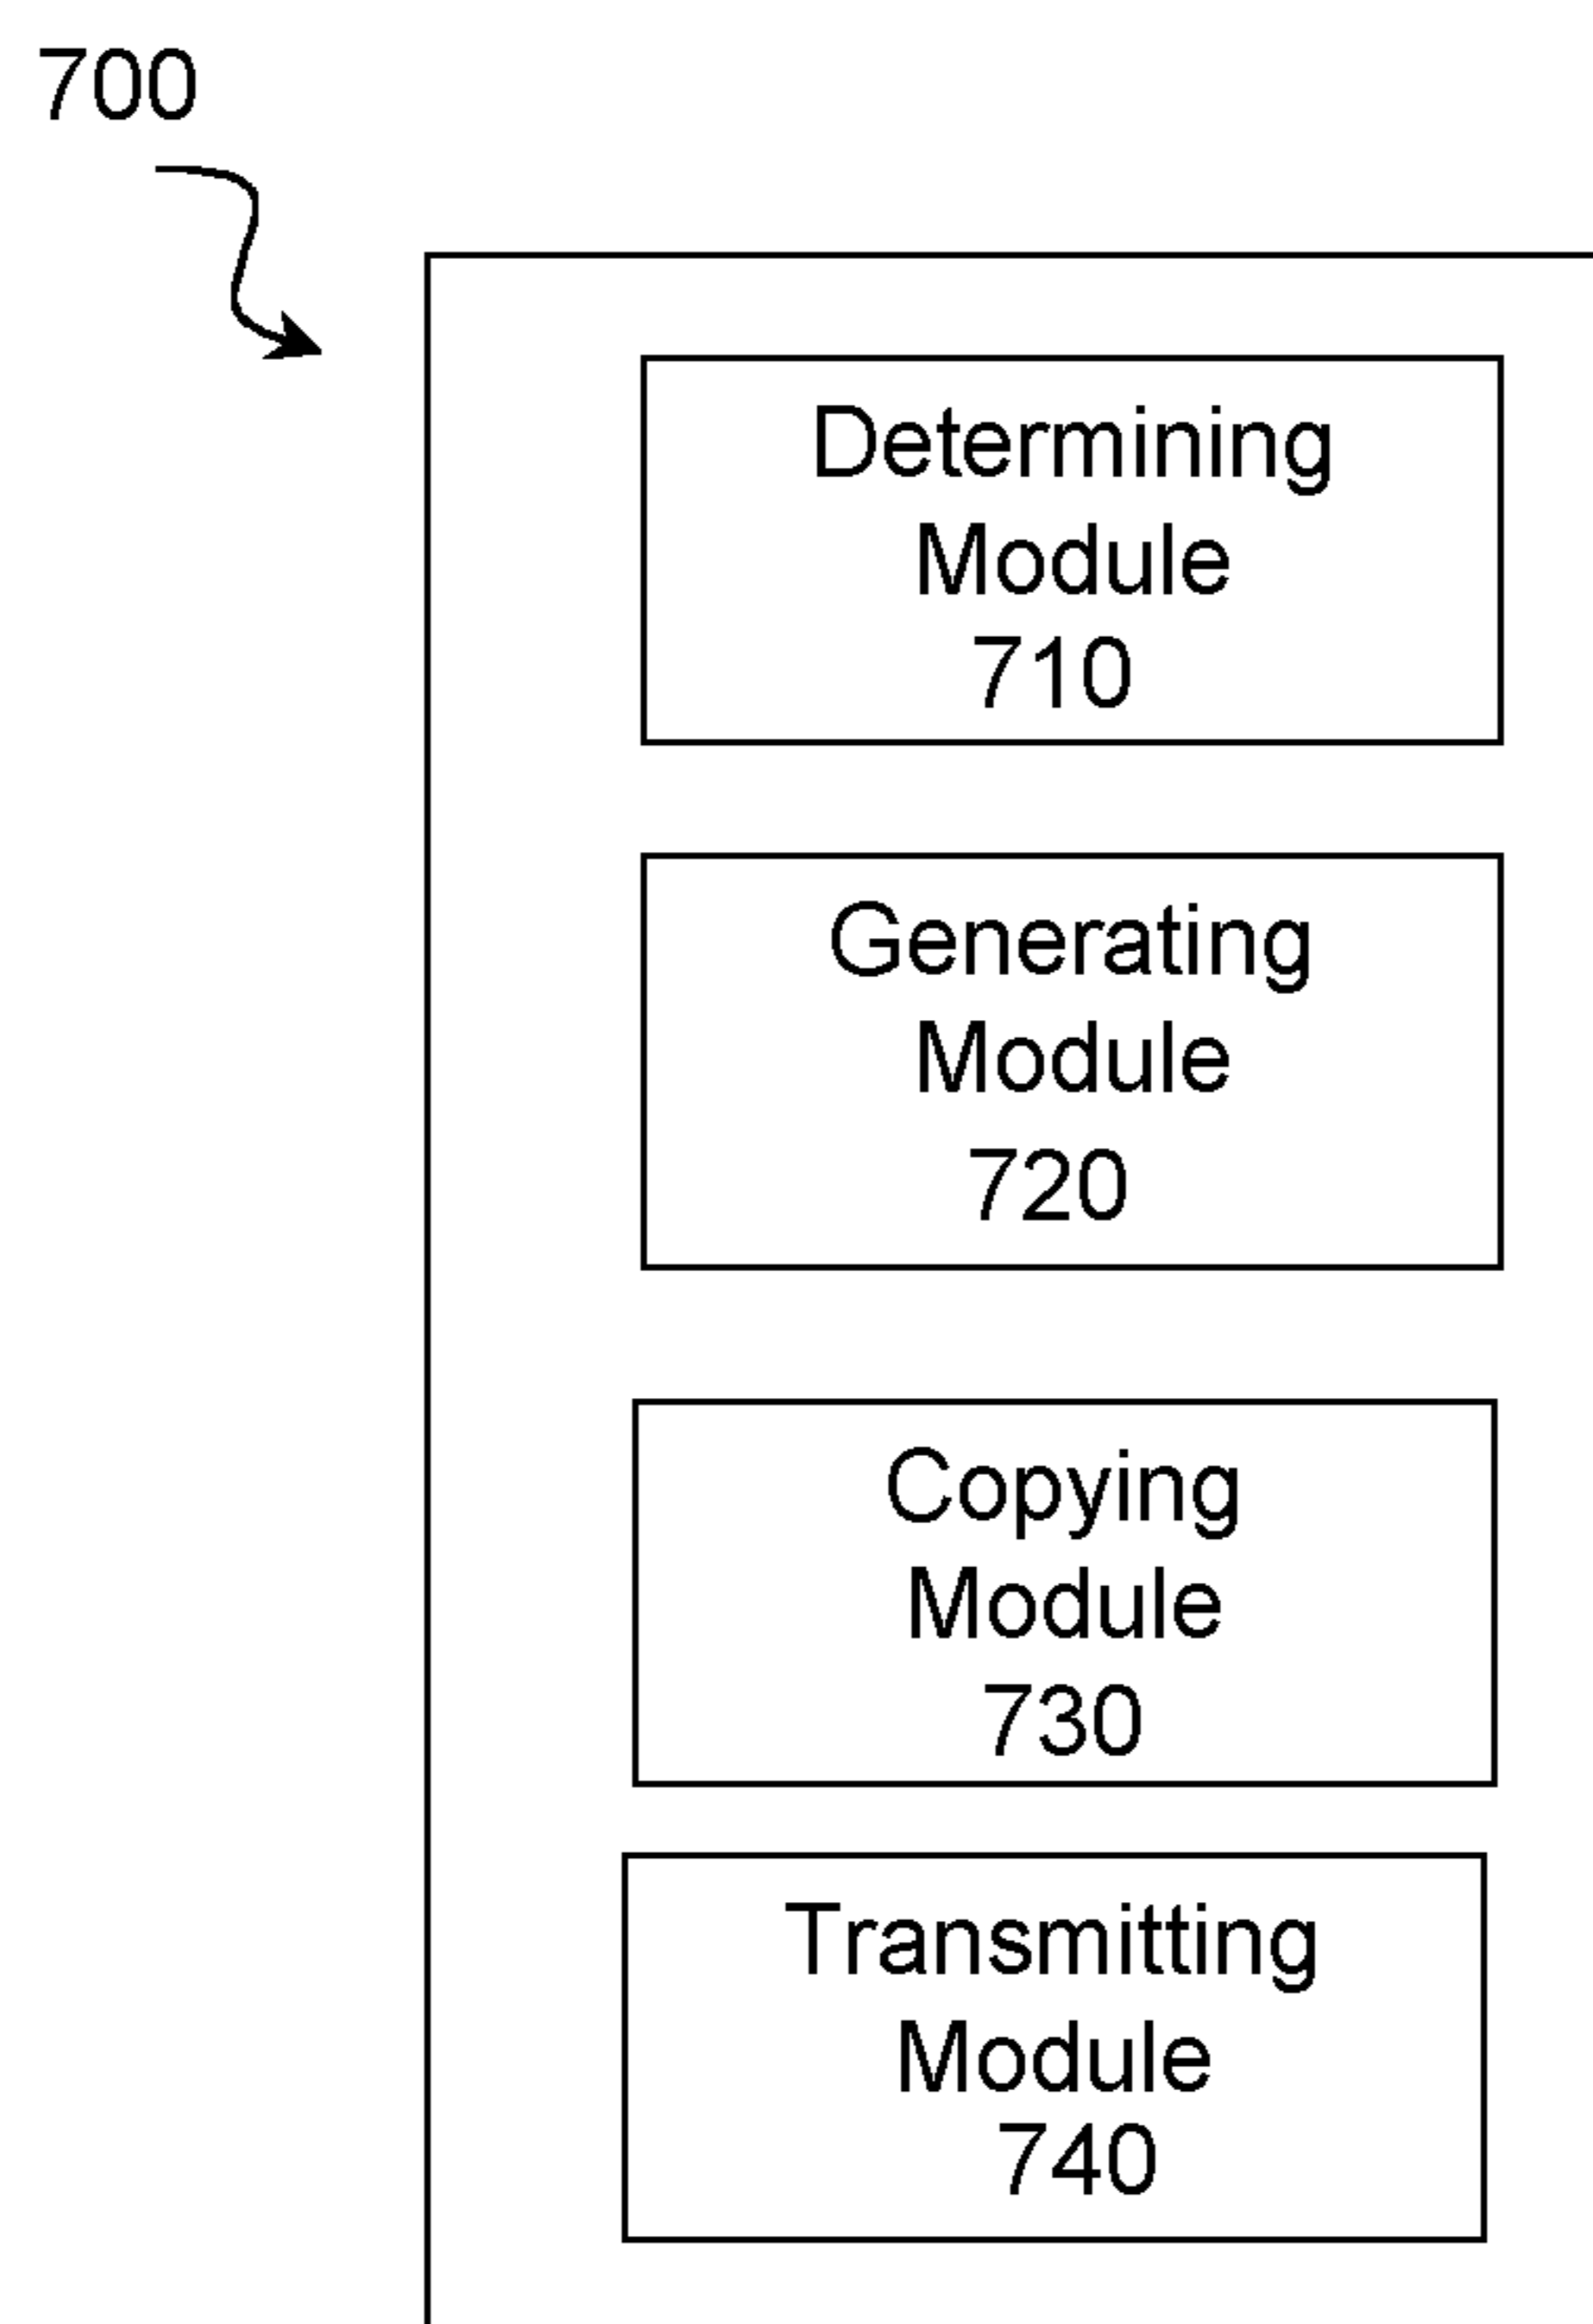 700
Determining
Module
710
Generating
Module
720
Copying
Module
730
Transmitting
Module
740